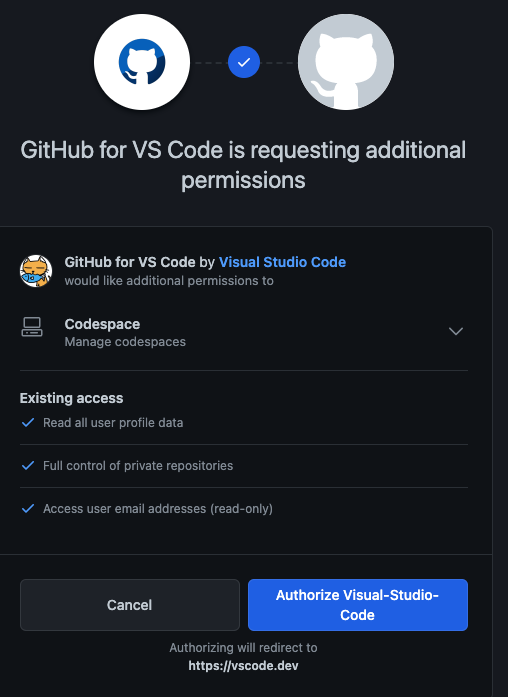 GitHub for VS Code is requesting additional
permissions
GitHub for VS Code by Visual Studio Code
would like additional permissions to
Codespace
Manage codespaces
Existing access
Read all user profile data
Full control of private repositories
Access user email addresses (read-only)
Cancel
Authorize Visual-Studio-
Code
Authorizing will redirect to
https://vscode.dev